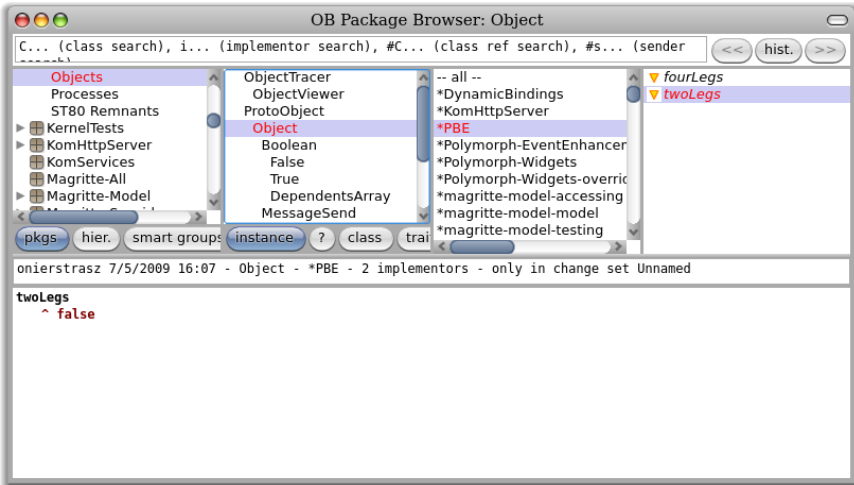 OB Package Browser: Object
C... (class search), i... (implementor search), #C... (class ref search), #s... (sender
<<
hist.
>>
Objects
Processes
ST80 Remnants
KernelTests
KomHttpServer
KomServices
Magritte-All
Magritte-Model
pkgs
hier.
smart groups
ObjectTracer
ObjectViewer
ProtoObject
Object
Boolean
False
True
DependentsArray
MessageSend
instance
?
class
trai
-- all --
*DynamicBindings
*KomHttpServer
*PBE
*Polymorph-EventEnhancer
*Polymorph-Widgets
*Polymorph-Widgets-overric
*magritte-model-accessing
*magritte-model-model
*magritte-model-testing
fourLegs
twoLegs
onierstrasz 7/5/2009 16:07 - Object - *PBE - 2 implementors - only in change set Unnamed
twoLegs
^ false